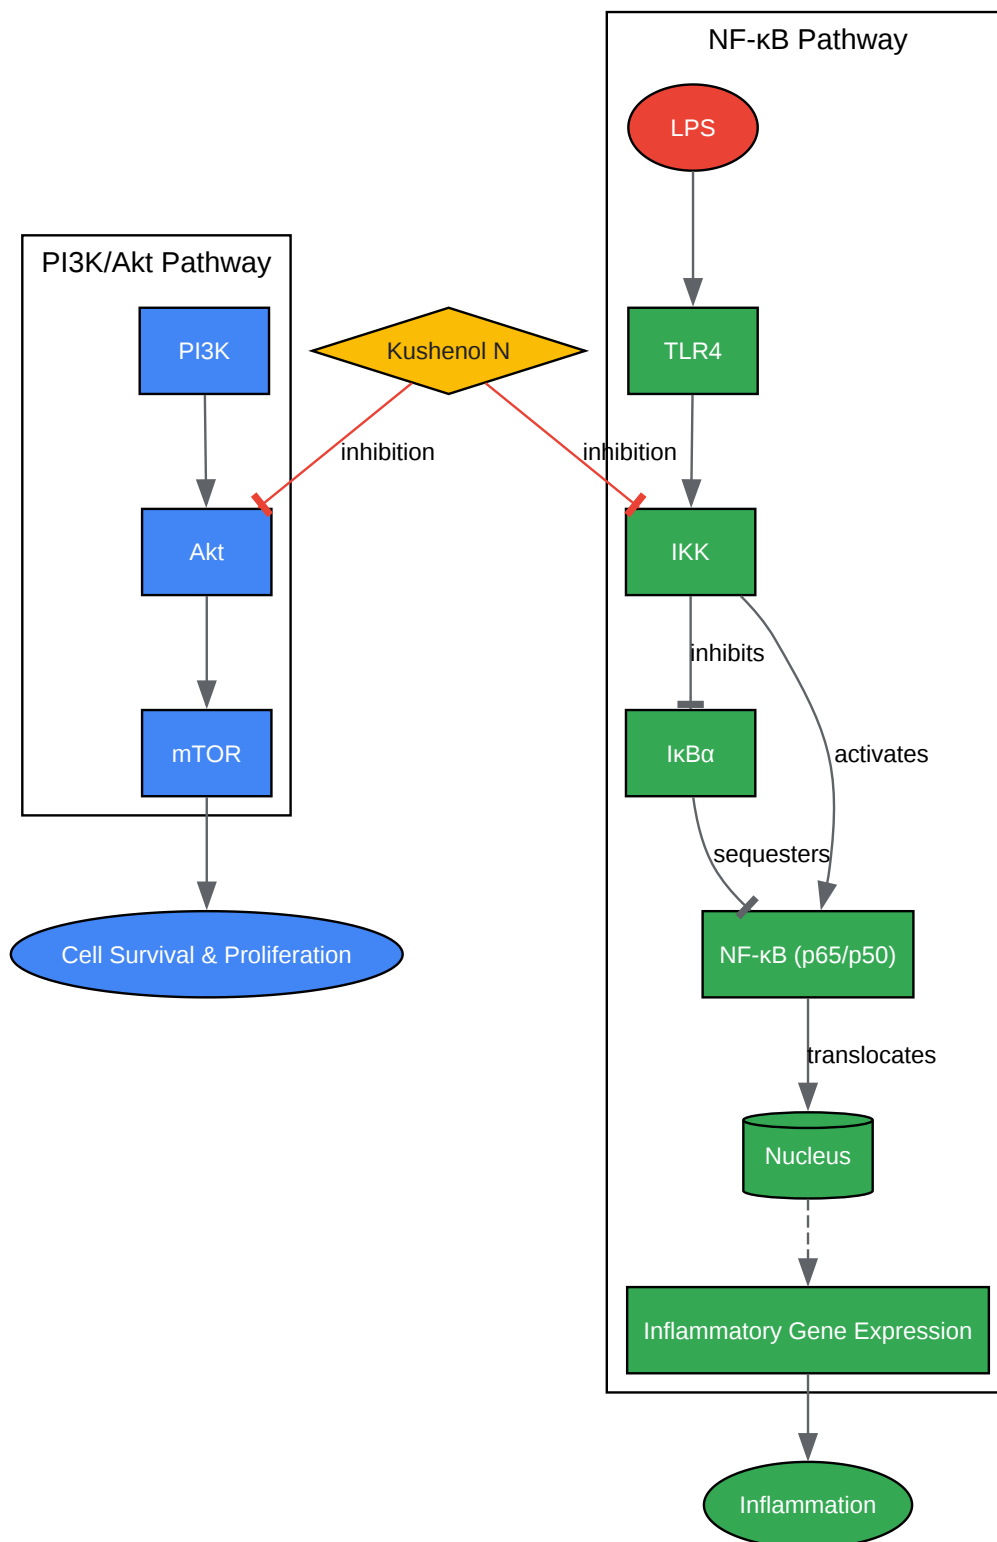 NF-κB Pathway
LPS
PI3K/Akt Pathway
PI3K
Kushenol N
TLR4
inhibition
inhibition
Akt
IKK
inhibits
mTOR
IκBα
activates
sequesters
Cell Survival & Proliferation
NF-κB (p65/p50)
translocates
Nucleus
Inflammatory Gene Expression
Inflammation